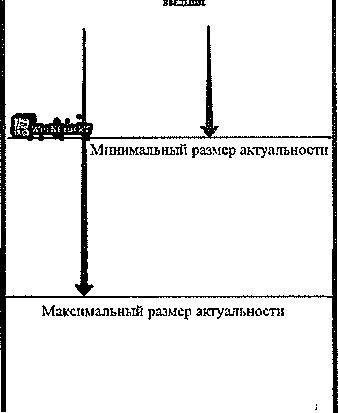 Минимальный размер актуальности
Максимальный размер актуальности